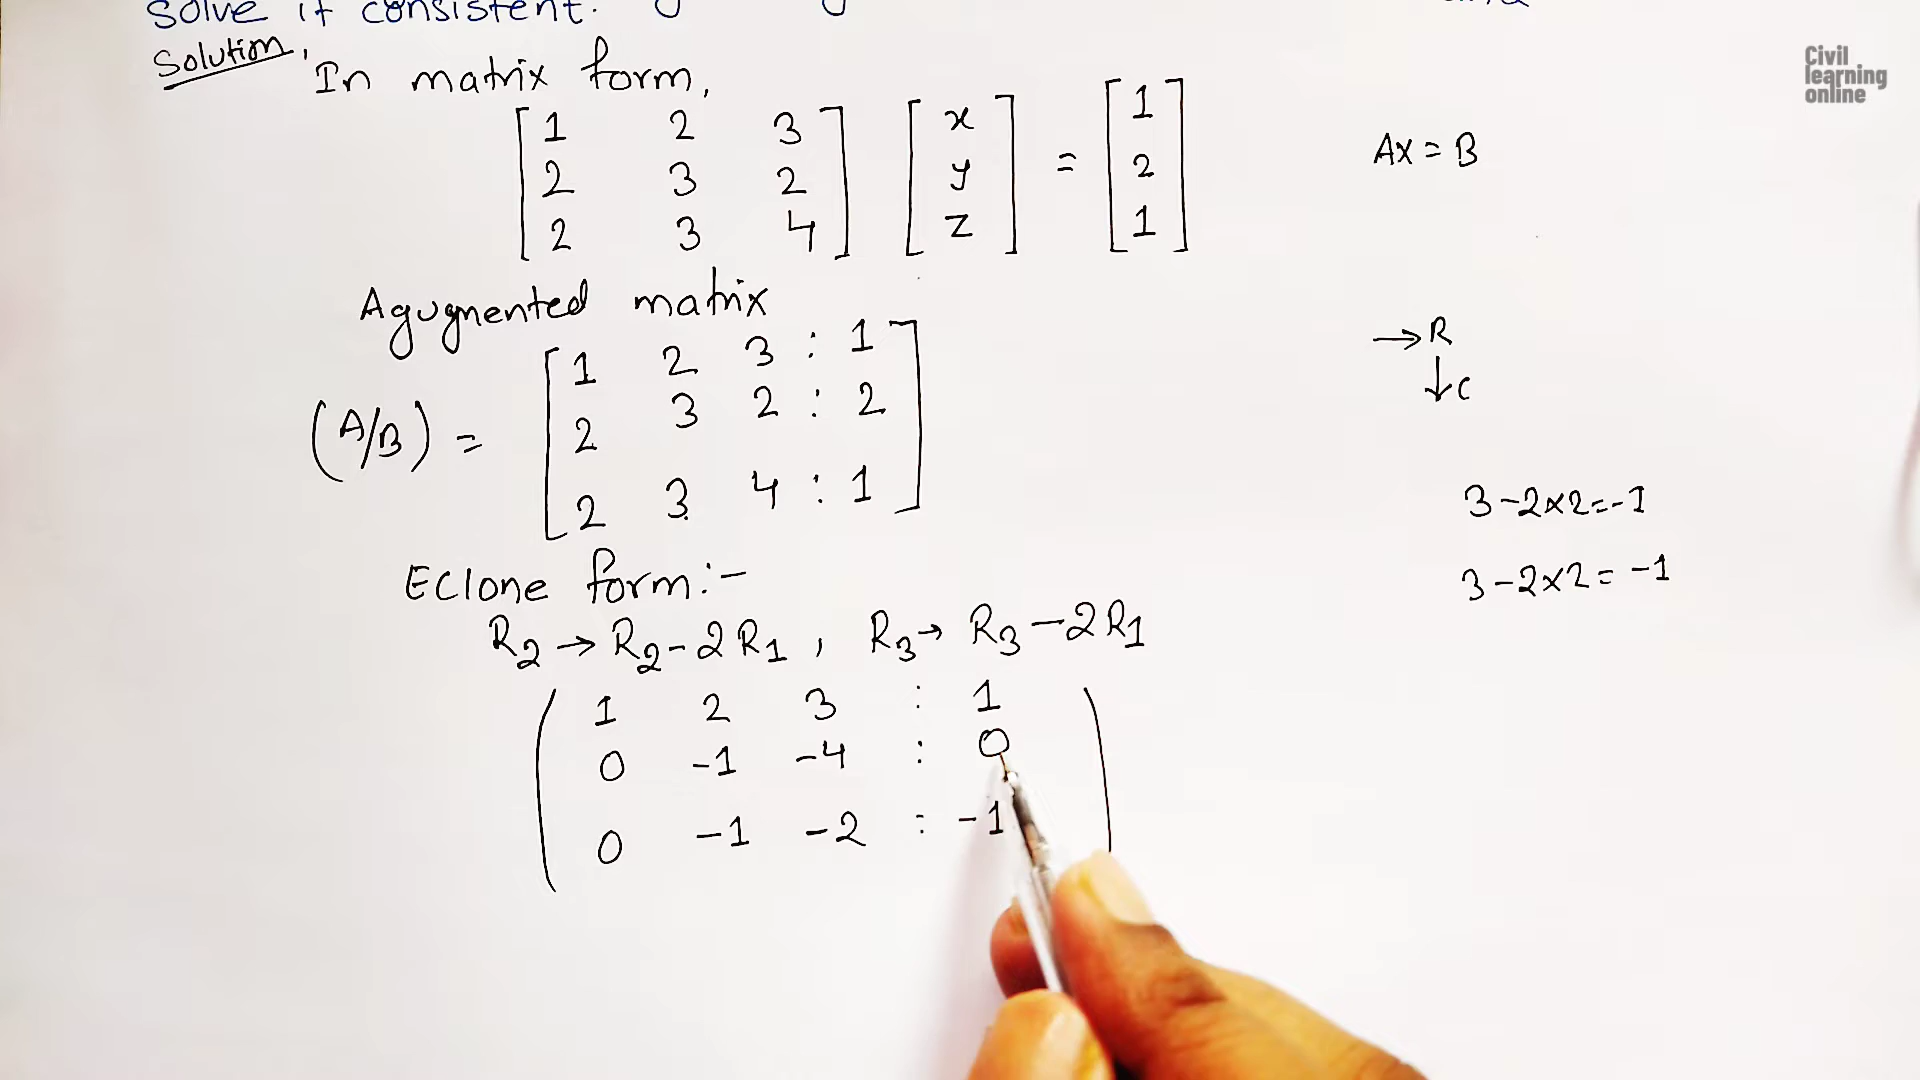 solve if consistent.
Solution,
In matrix form,
[1 2 3] [x] [1]
[2 3 2] [y] = [2]
[2 3 4] [z] [1]
AX = B
Agugnented matrix
(A/B) =
[1 2 3 : 1]
[2 3 2 : 2]
[2 3 4 : 1]
→ R
↓ C
3 - 2×2 = -1
3 - 2×2 = -1
Eclone form:-
R2 → R2 - 2R1 , R3 → R3 - 2R1
(1 2 3 : 1)
(0 -1 -4 : 0)
(0 -1 -2 : -1)
Civil
learning
online